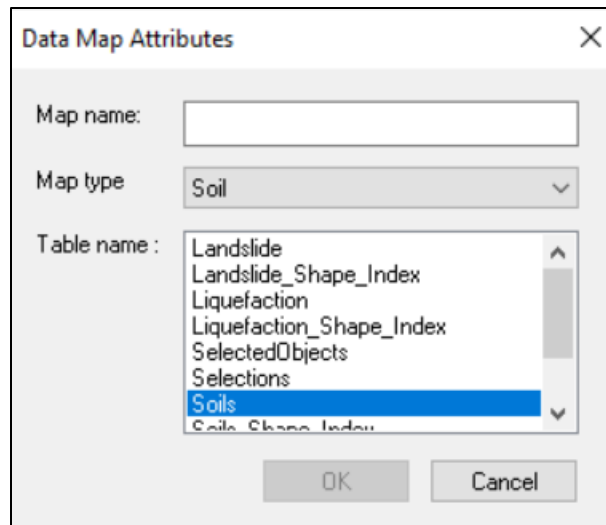 Data Map Attributes
Map name:
Map type
Soil
Table name :
Landslide
Landslide_Shape_Index
Liquefaction
Liquefaction_Shape_Index
SelectedObjects
Selections
Soils
Soils_Shape_Index
OK
Cancel